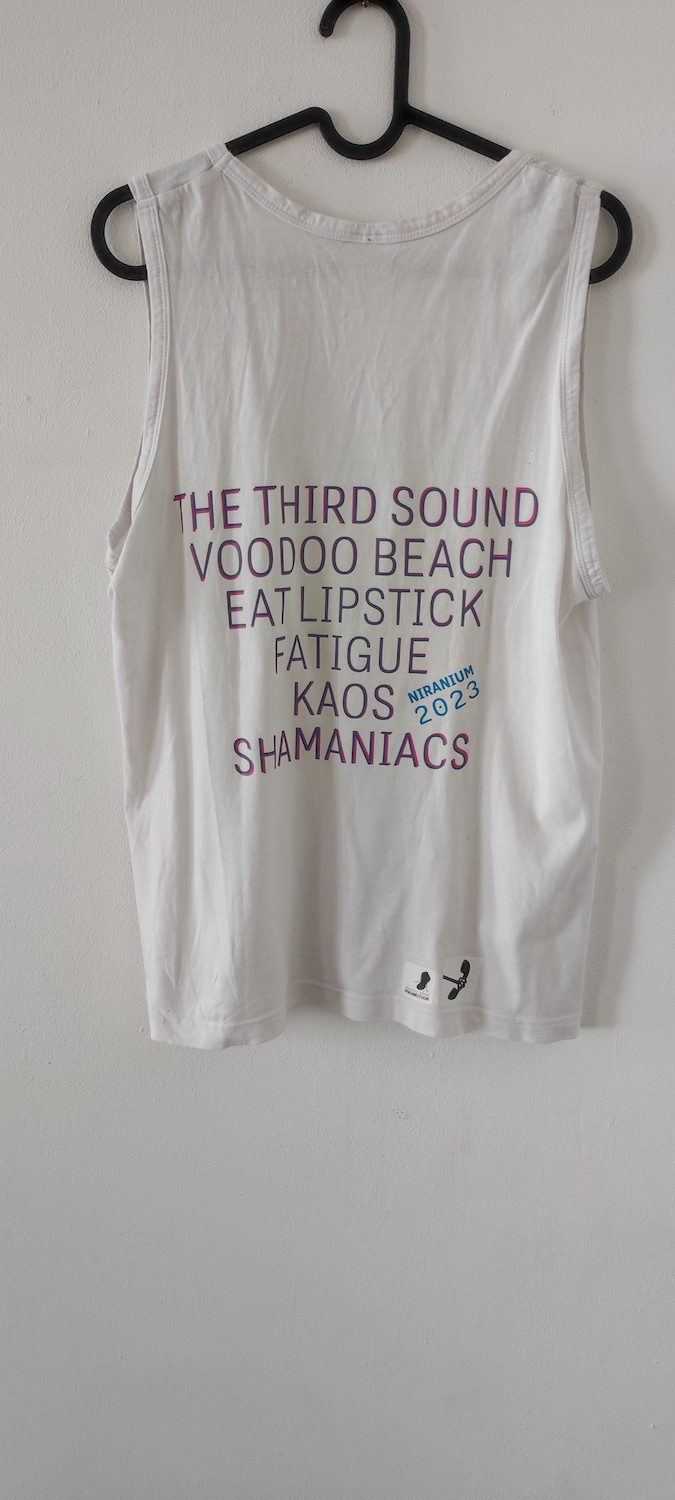 THE THIRD SOUND
VOODOO BEACH
EAT LIPSTICK
FATIGUE
KAOS
NIRANIUM
2023
SHAMANIACS